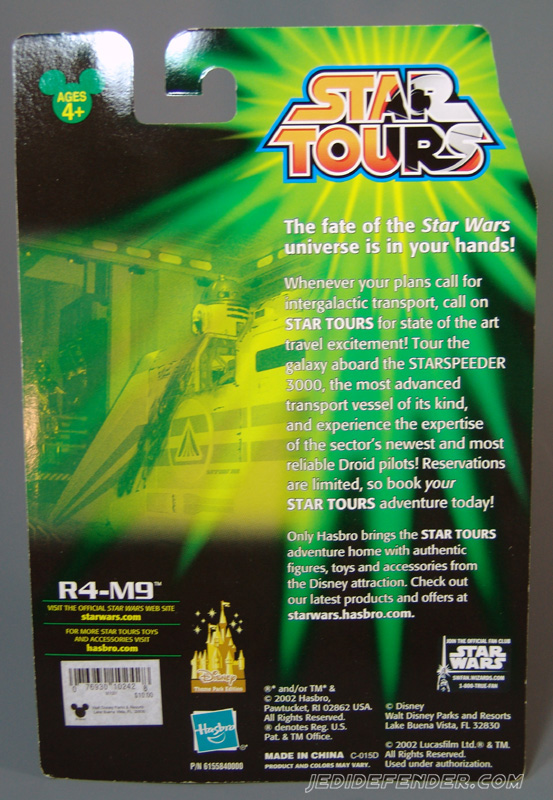 AGES
4+
STAR
TOURS
The fate of the Star Wars
universe is in your hands!
Whenever your plans call for
intergalactic transport, call on
STAR TOURS for state of the art
travel excitement! Tour the
galaxy aboard the STARSPEEDER
3000, the most advanced
transport vessel of its kind,
and experience the expertise
of the sector's newest and most
reliable Droid pilots! Reservations
are limited, so book your
STAR TOURS adventure today!
Only Hasbro brings the STAR TOURS
adventure home with authentic
figures, toys and accessories from
the Disney attraction. Check out
our latest products and offers at
starwars.hasbro.com.
R4-M9™
VISIT THE OFFICIAL STAR WARS WEB SITE
starwars.com
FOR MORE STAR TOURS TOYS
AND ACCESSORIES VISIT
hasbro.com
Disney
Theme Park Edition
JOIN THE OFFICIAL FAN CLUB
STAR
WARS
SWFAN.WIZARDS.COM
1-800-TRUE-FAN
76930 10242
$10.00
Hasbro
®
P/N 6155840000
®* and/or TM* &
© 2002 Hasbro,
Pawtucket, RI 02862 USA.
All Rights Reserved.
® denotes Reg. U.S.
Pat. & TM Office.
MADE IN CHINA C-015D
PRODUCT AND COLORS MAY VARY.
© Disney
Walt Disney Parks and Resorts
Lake Buena Vista, FL 32830
© 2002 Lucasfilm Ltd.® & TM.
All Rights Reserved.
Used under authorization.
JEDIDEFENDER.COM